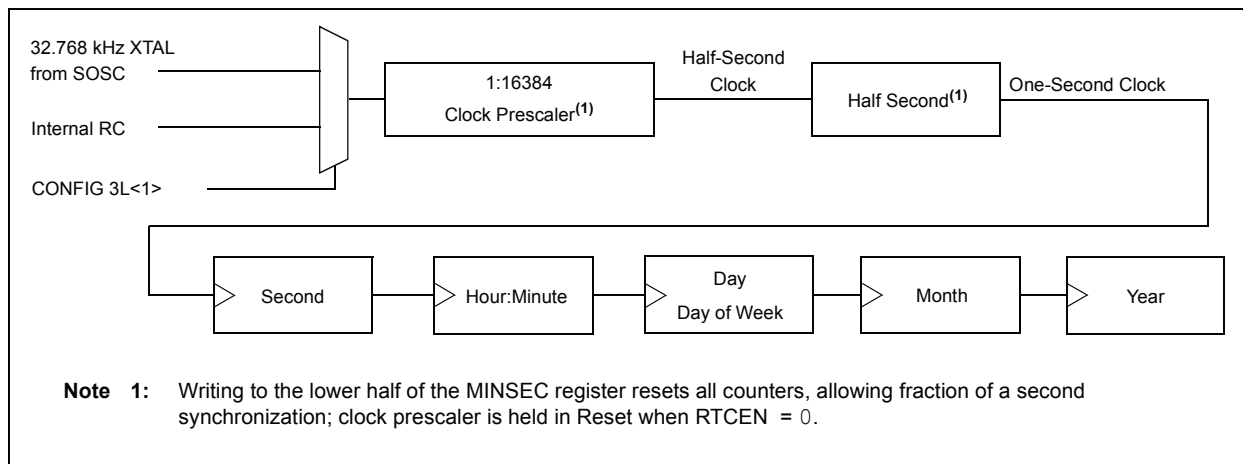 32.768 kHz XTAL
from SOSC
Internal RC
CONFIG 3L<1>
1:16384
Clock Prescaler(1)
Half-Second
Clock
Half Second(1)
One-Second Clock
Second
Hour:Minute
Day
Day of Week
Month
Year
Note 1: Writing to the lower half of the MINSEC register resets all counters, allowing fraction of a second
synchronization; clock prescaler is held in Reset when RTCEN = 0.